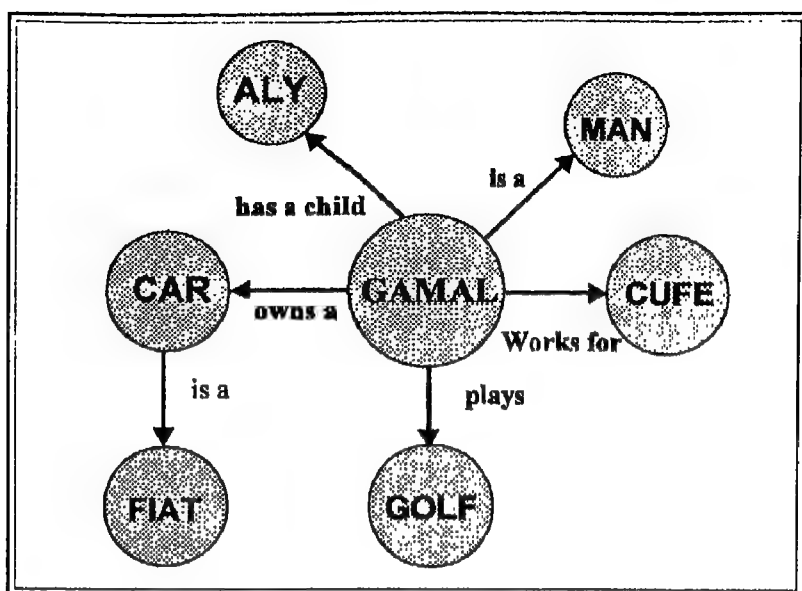 ALY
MAN
has a child
is a
CAR
owns a
GAMAL
CUFE
Works for
is a
plays
FIAT
GOLF